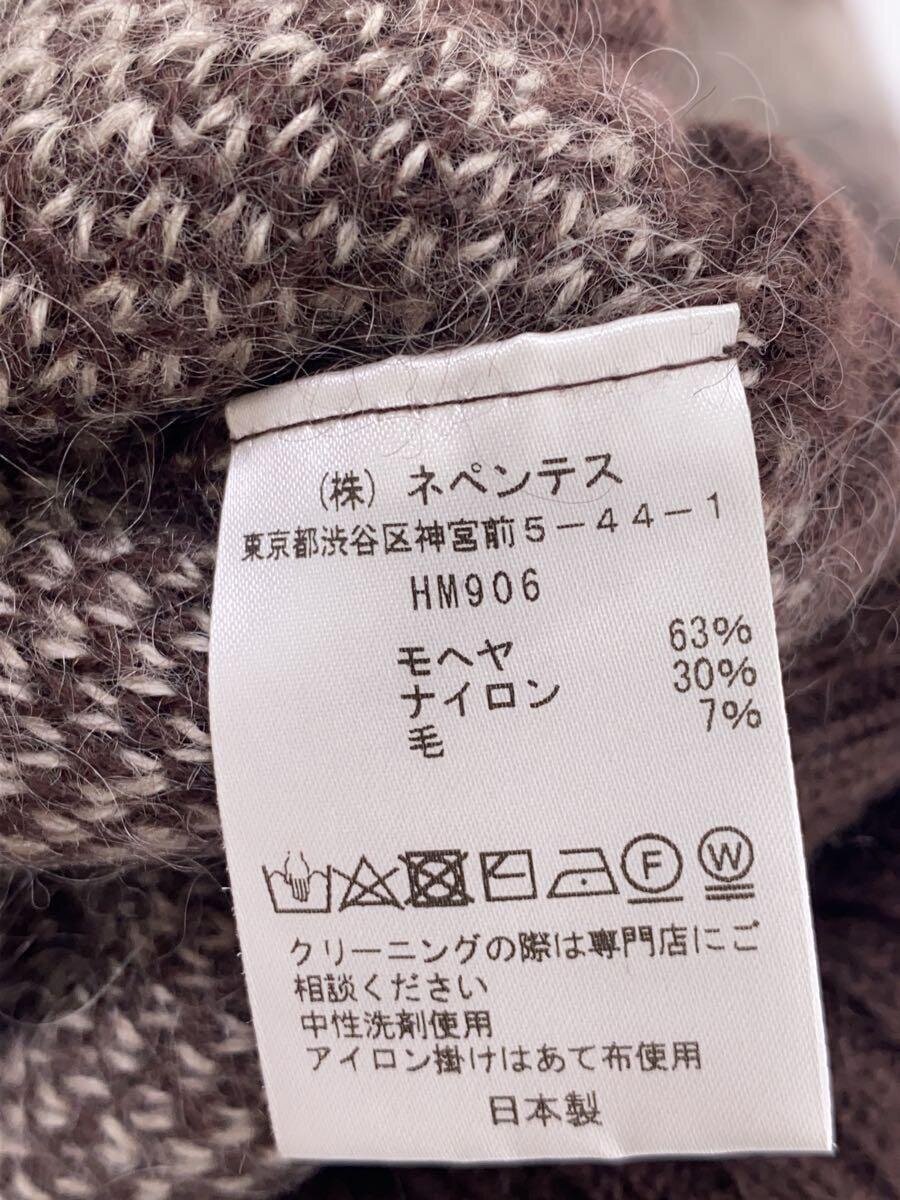 (株) ネペンテス
東京都渋谷区神宮前5-44-1
HM906
モヘヤ 63%
ナイロン 30%
毛 7%
F W
クリーニングの際は専門店にご
相談ください
中性洗剤使用
アイロン掛けはあて布使用
日本製